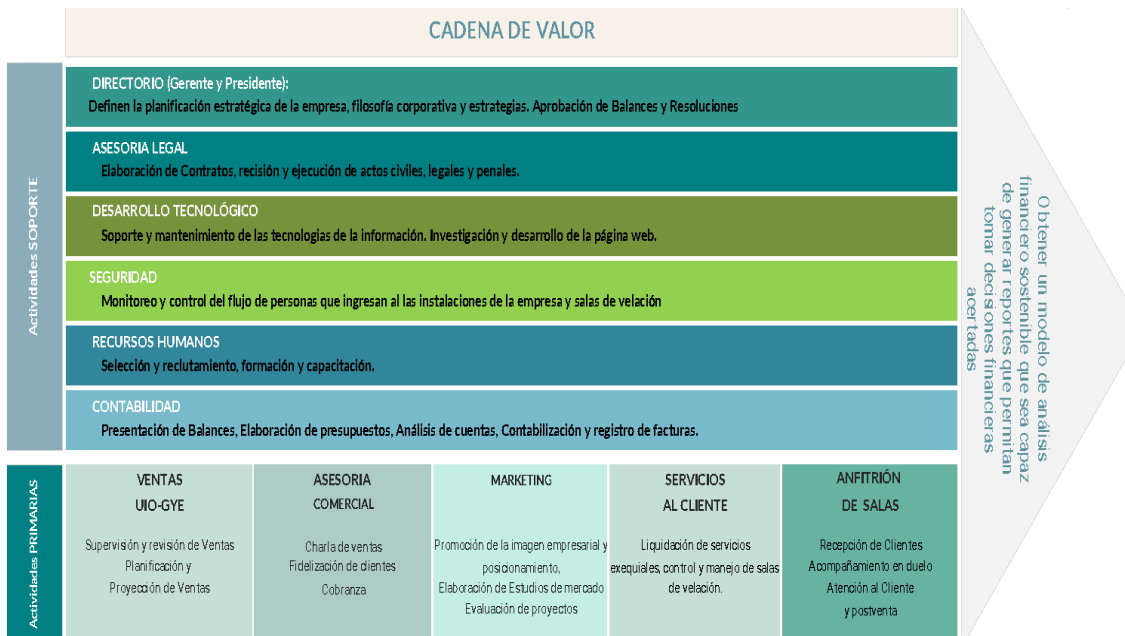 CADENA DE VALOR
Actividades SOPORTE
DIRECTORIO (Gerente y Presidente):
Definen la planificación estratégica de la empresa, filosofía corporativa y estrategias. Aprobación de Balances y Resoluciones
ASESORIA LEGAL
Elaboración de Contratos, recisión y ejecución de actos civiles, legales y penales.
DESARROLLO TECNOLÓGICO
Soporte y mantenimiento de las tecnologias de la información. Investigación y desarrollo de la página web.
SEGURIDAD
Monitoreo y control del flujo de personas que ingresan al las instalaciones de la empresa y salas de velación
RECURSOS HUMANOS
Selección y reclutamiento, formación y capacitación.
CONTABILIDAD
Presentación de Balances, Elaboración de presupuestos, Análisis de cuentas, Contabilización y registro de facturas.
Actividades PRIMARIAS
VENTAS
UIO-GYE
Supervisión y revisión de Ventas
Planificación y
Proyección de Ventas
ASESORIA
COMERCIAL
Charla de ventas
Fidelización de clientes
Cobranza
MARKETING
Promoción de la imagen empresarial y
posicionamiento,
Elaboración de Estudios de mercado
Evaluación de proyectos
SERVICIOS
AL CLIENTE
Liquidación de servicios
exequiales, control y manejo de salas
de velación.
ANFITRIÓN
DE SALAS
Recepción de Clientes
Acompañamiento en duelo
Atención al Cliente
y postventa
Obtener un modelo de análisis
financiero sostenible que sea capaz
de generar reportes que permitan
tomar decisiones financieras
acertadas